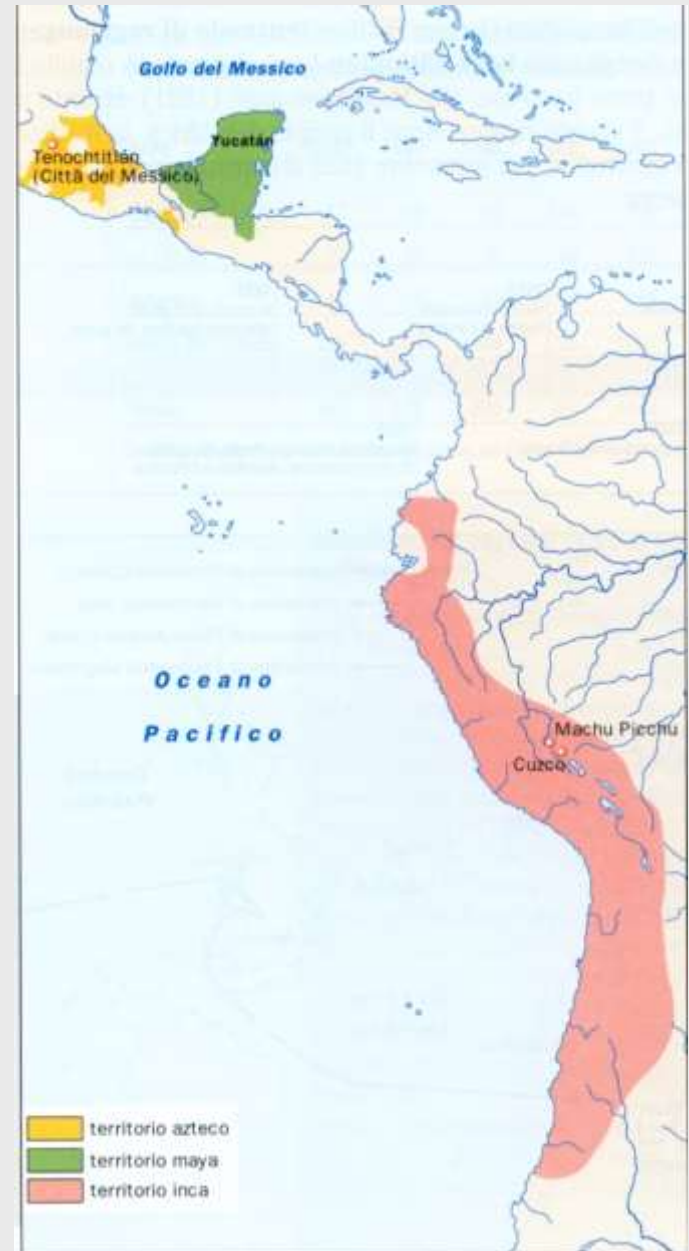 Golfo del Messico
Yucatán
Tenochtitlán
(Città del Messico)
Oceano
Pacifico
Machu Picchu
Cuzco
territorio azteco
territorio maya
territorio inca